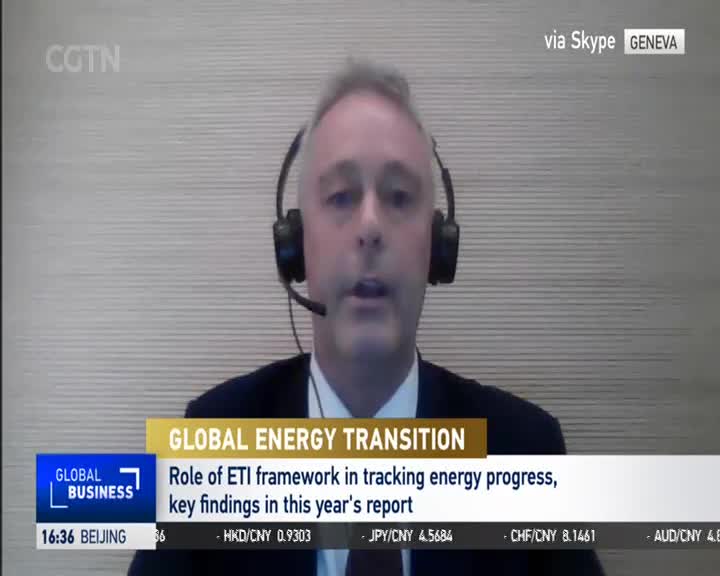 CGTN
via Skype GENEVA
GLOBAL ENERGY TRANSITION
GLOBAL
BUSINESS
Role of ETI framework in tracking energy progress,
key findings in this year's report
16:36 BEIJING 36 · HKD/CNY 0.9303 · JPY/CNY 4.5684 · CHF/CNY 8.1461 · AUD/CNY